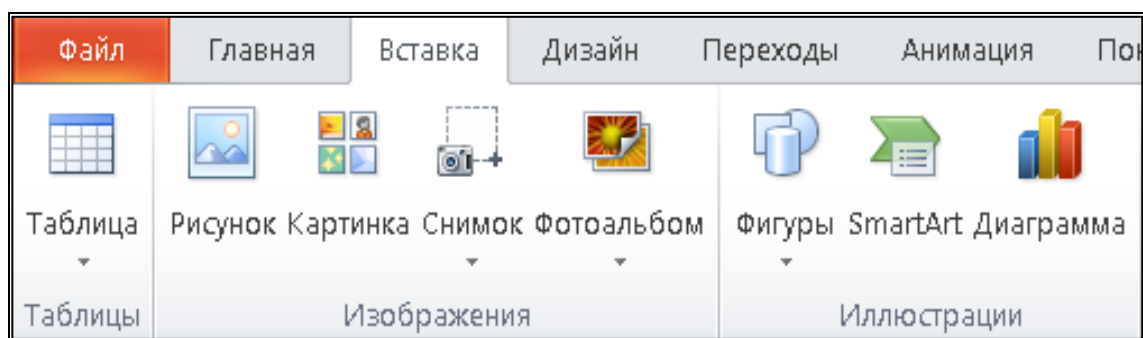 Файл Главная Вставка Дизайн Переходы Анимация
Таблица Рисунок Картинка Снимок Фотоальбом Фигуры SmartArt Диаграмма
Таблицы Изображения Иллюстрации